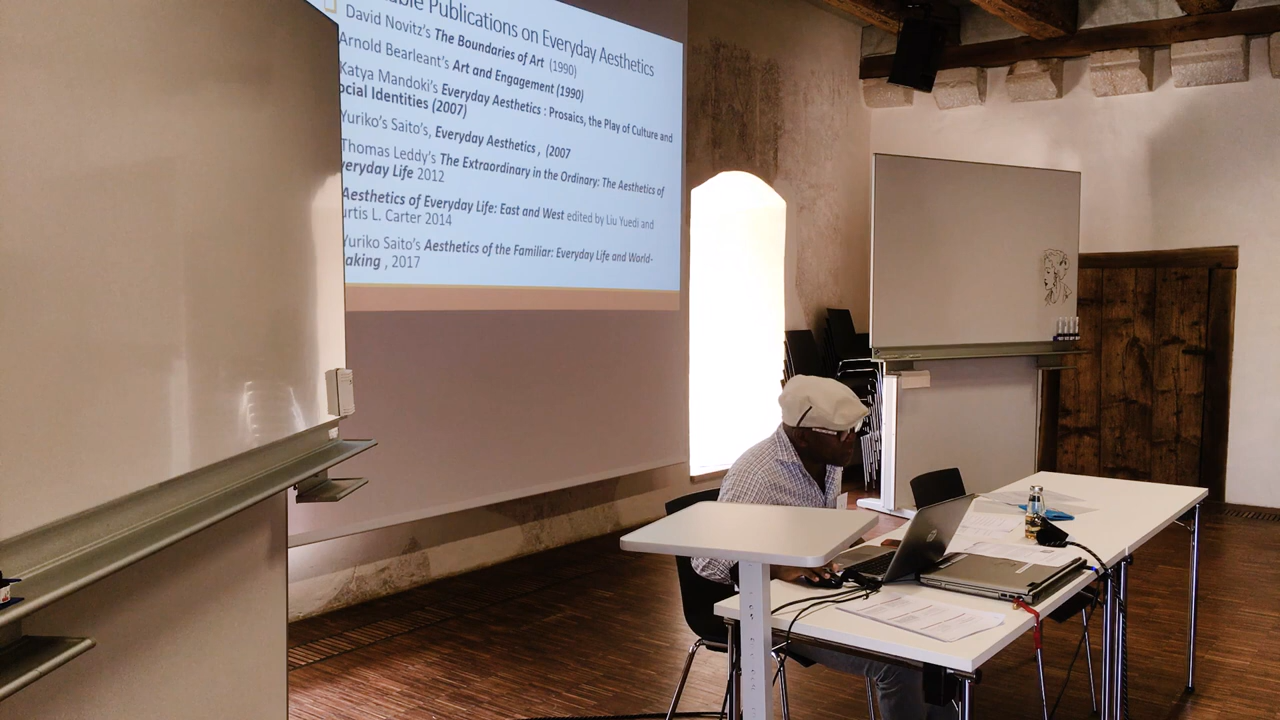 Publications on Everyday Aesthetics
David Novitz's The Boundaries of Art (1990)
Arnold Bearleant's Art and Engagement (1990)
Katya Mandoki's Everyday Aesthetics : Prosaics, the Play of Culture and
ocial Identities (2007)
Yuriko's Saito's, Everyday Aesthetics , (2007
Thomas Leddy's The Extraordinary in the Ordinary: The Aesthetics of
veryday Life 2012
Aesthetics of Everyday Life: East and West edited by Liu Yuedi and
urtis L. Carter 2014
Yuriko Saito's Aesthetics of the Familiar: Everyday Life and World-
aking , 2017